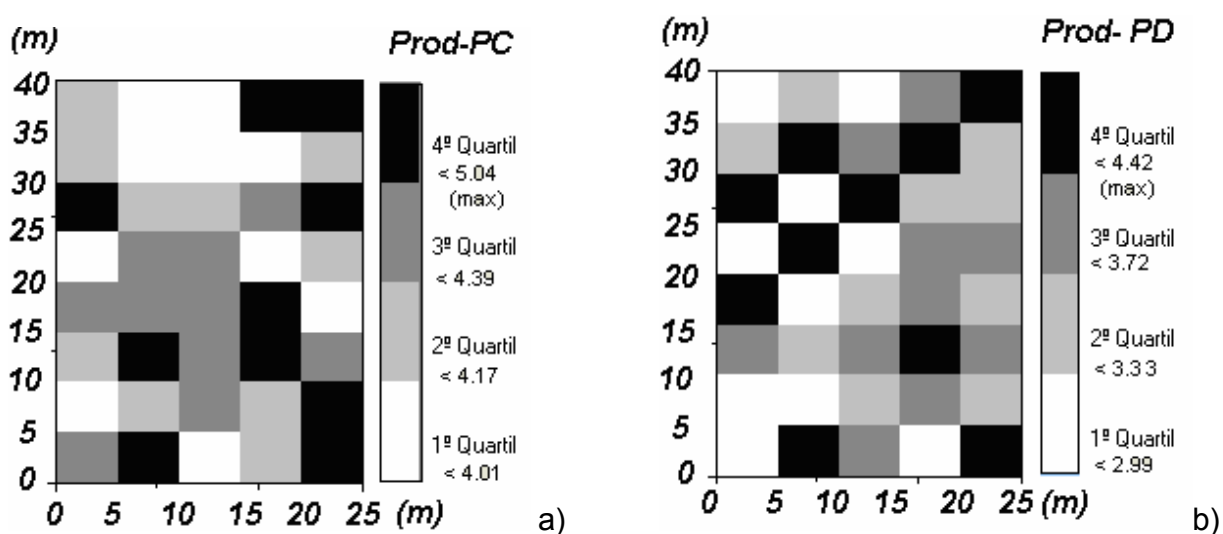 (m)
Prod-PC
40
35
30
25
20
15
10
5
0
0 5 10 15 20 25 (m)
4º Quartil
< 5.04
(max)
3º Quartil
< 4.39
2º Quartil
< 4.17
1º Quartil
< 4.01
a)
(m)
Prod- PD
40
35
30
25
20
15
10
5
0
0 5 10 15 20 25 (m)
4º Quartil
< 4.42
(max)
3º Quartil
< 3.72
2º Quartil
< 3.33
1º Quartil
< 2.99
b)